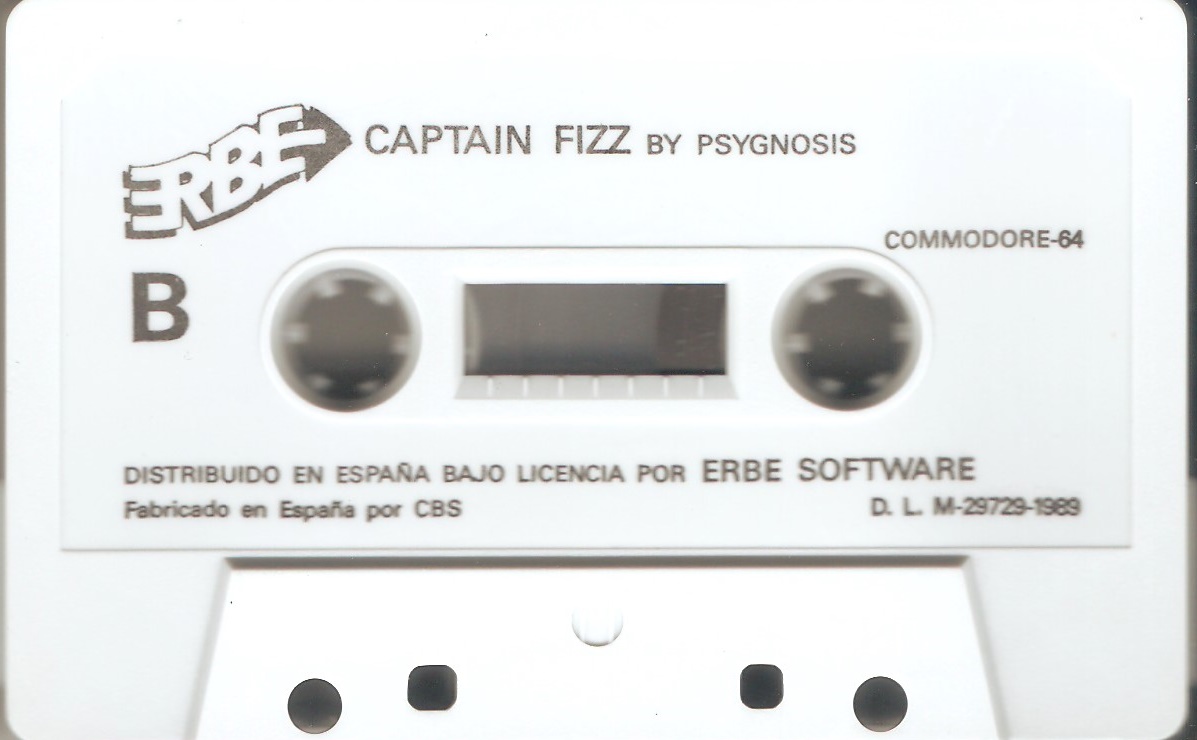 ERBE
CAPTAIN FIZZ BY PSYGNOSIS
COMMODORE-64
B
DISTRIBUIDO EN ESPAÑA BAJO LICENCIA POR ERBE SOFTWARE
Fabricado en España por CBS
D. L. M-29729-1989